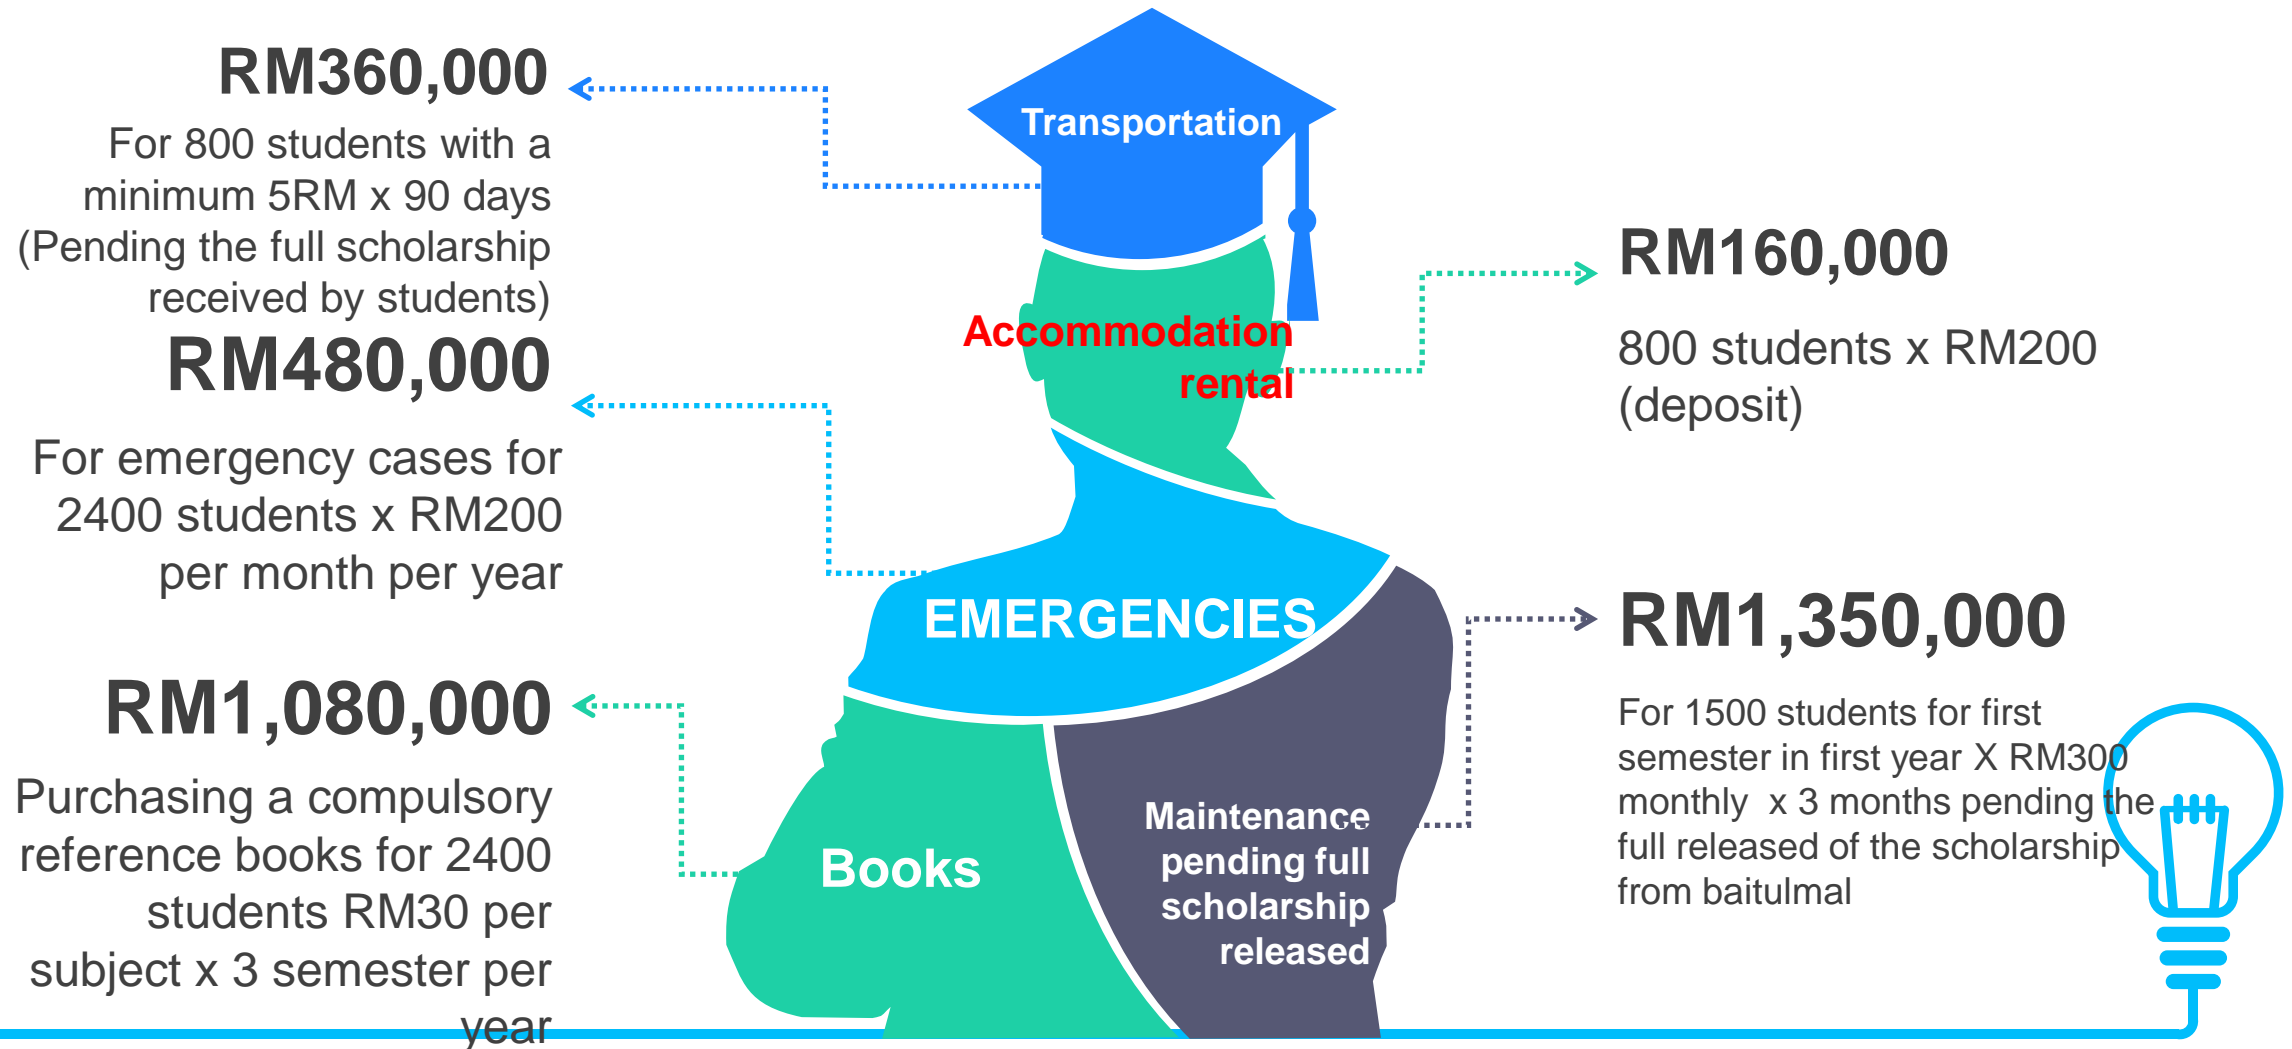 RM360,000
For 800 students with a
minimum 5RM x 90 days
(Pending the full scholarship
received by students)
RM480,000
For emergency cases for
2400 students x RM200
per month per year
RM1,080,000
Purchasing a compulsory
reference books for 2400
students RM30 per
subject x 3 semester per
year
Transportation
Accommodation
rental
EMERGENCIES
Books
Maintenance
pending full
scholarship
released
RM160,000
800 students x RM200
(deposit)
RM1,350,000
For 1500 students for first
semester in first year X RM300
monthly  x 3 months pending the
full released of the scholarship
from baitulmal